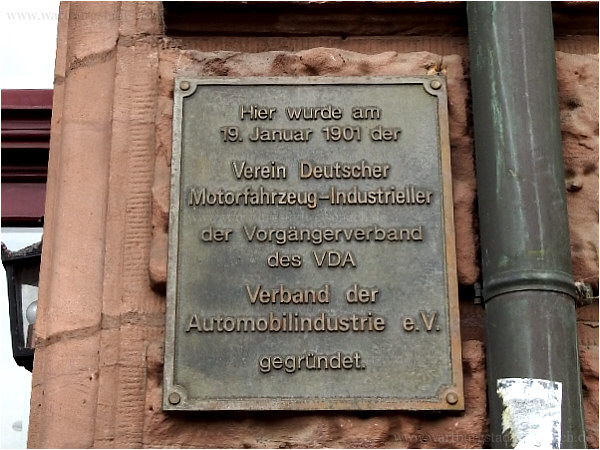 Hier wurde am
19. Januar 1901 der
Verein Deutscher
Motorfahrzeug-Industrieller
der Vorgängerverband
des VDA
Verband der
Automobilindustrie e.V.
gegründet.